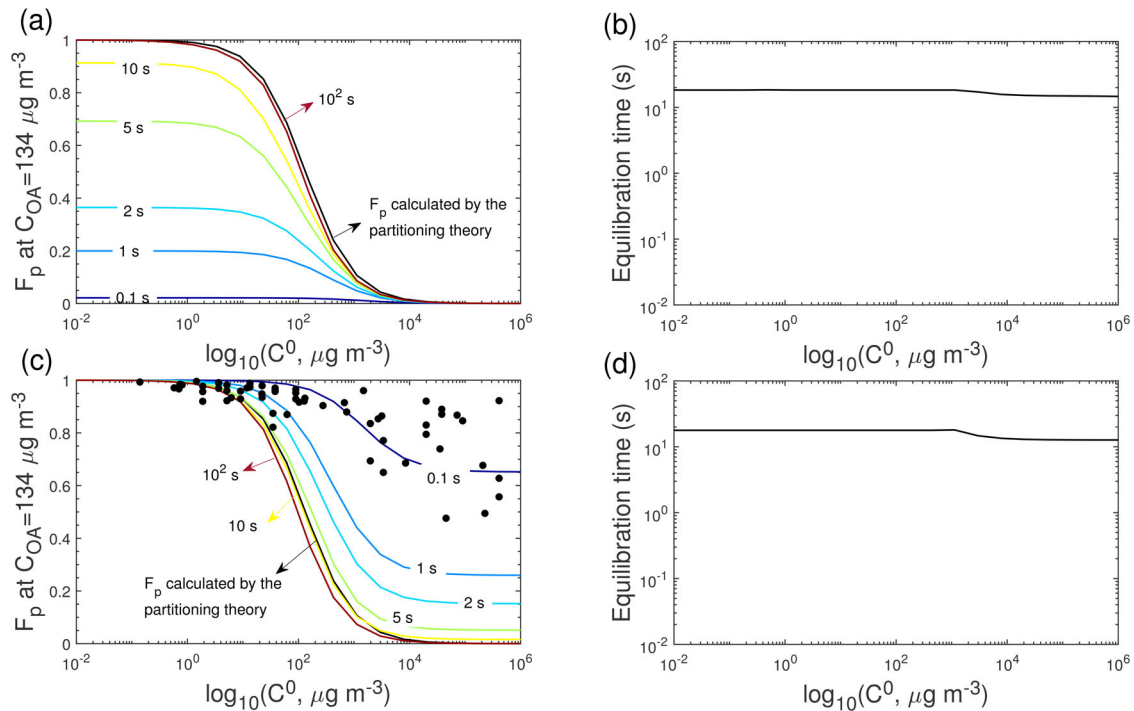 (a)
F_p at C_OA=134 μg m-3
1
0.8
0.6
0.4
0.2
0
10 s
5 s
2 s
1 s
0.1 s
10² s
F_p calculated by the
partitioning theory
10⁻² 10⁰ 10² 10⁴ 10⁶
log₁₀(C⁰, μg m-3)
(b)
Equilibration time (s)
10²
10¹
10⁰
10⁻¹
10⁻²
10⁻² 10⁰ 10² 10⁴ 10⁶
log₁₀(C⁰, μg m-3)
(c)
F_p at C_OA=134 μg m-3
1
0.8
0.6
0.4
0.2
0
10² s
10 s
0.1 s
1 s
2 s
5 s
F_p calculated by the
partitioning theory
10⁻² 10⁰ 10² 10⁴ 10⁶
log₁₀(C⁰, μg m-3)
(d)
Equilibration time (s)
10²
10¹
10⁰
10⁻¹
10⁻²
10⁻² 10⁰ 10² 10⁴ 10⁶
log₁₀(C⁰, μg m-3)